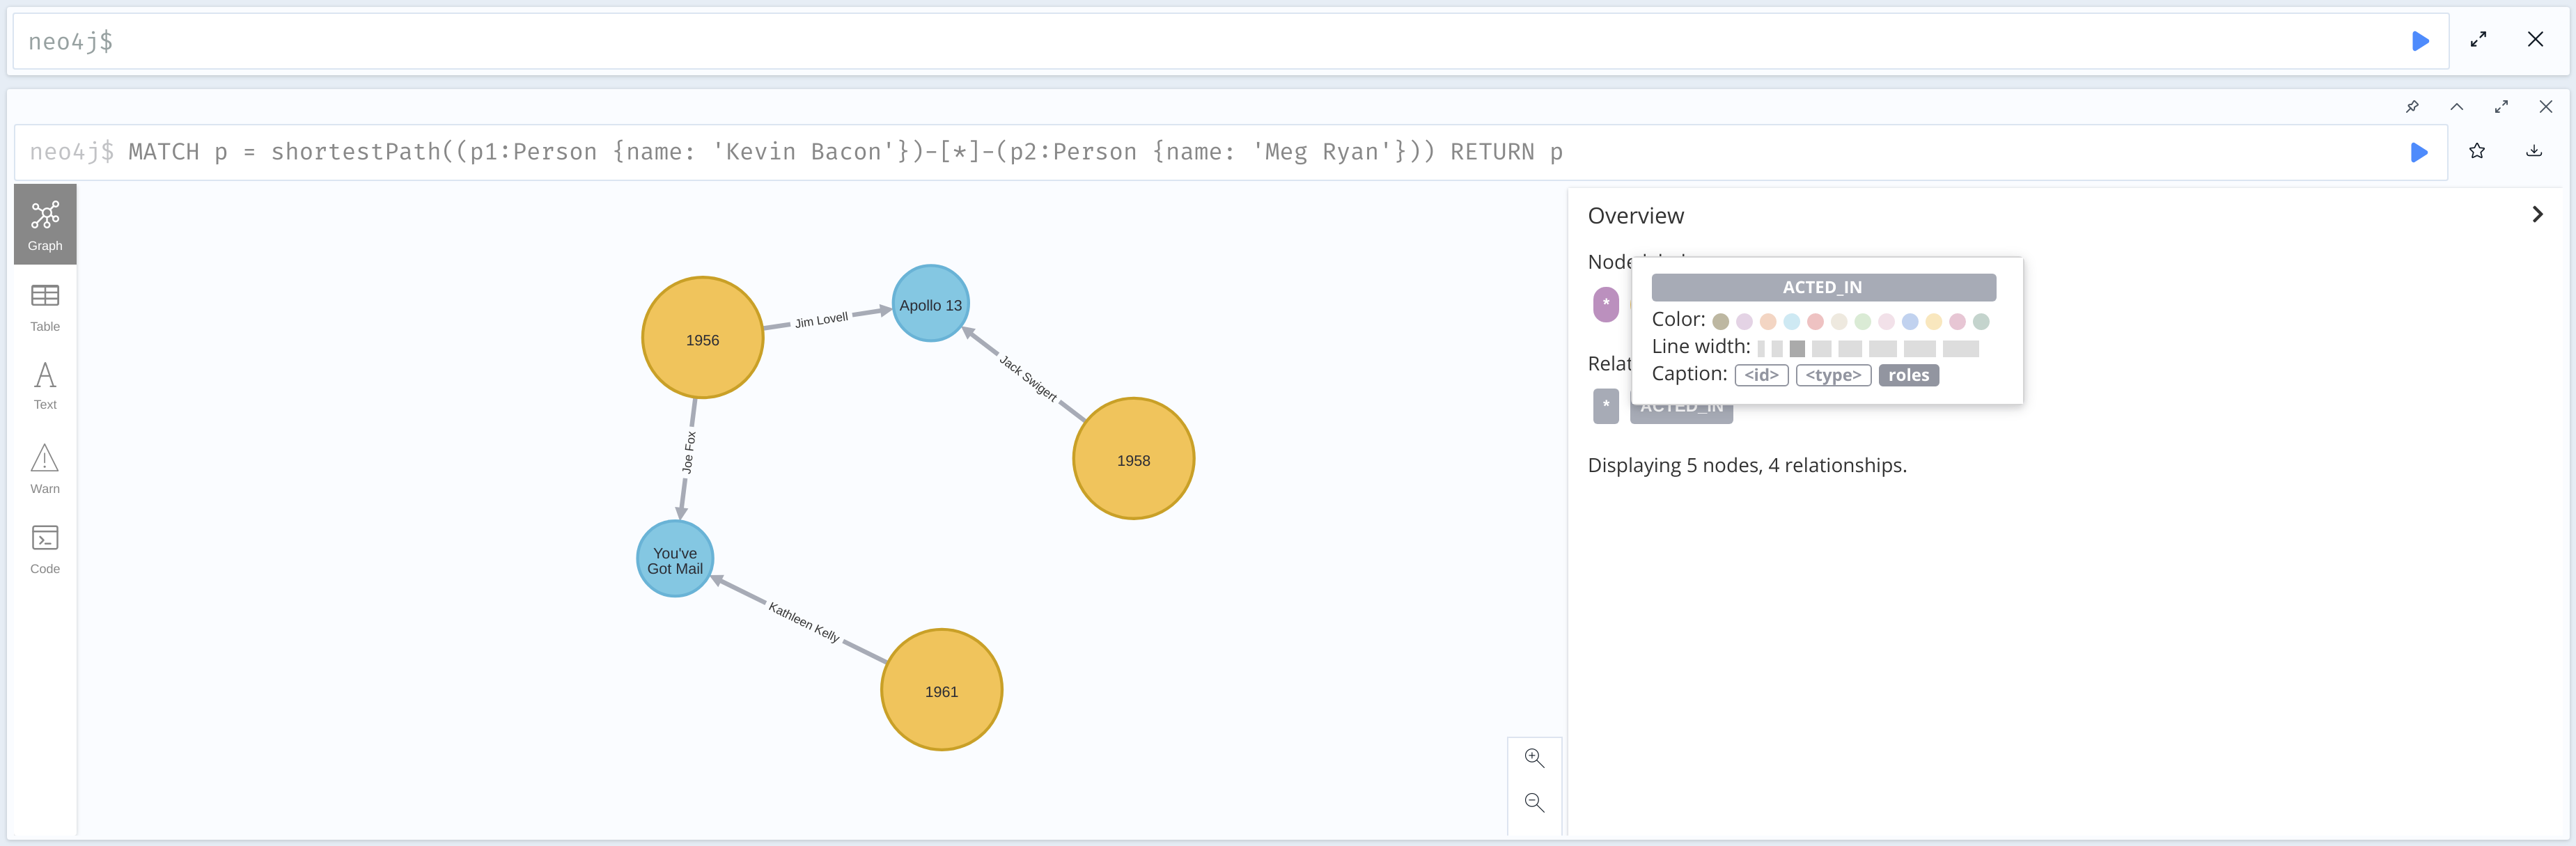 neo4j$
neo4j$ MATCH p = shortestPath((p1:Person {name: 'Kevin Bacon'})-[*]-(p2:Person {name: 'Meg Ryan'})) RETURN p
Graph
Table
Text
Warn
Code
1956
Jim Lovell
Apollo 13
Jack Swigert
1958
Joe Fox
You've
Got Mail
Kathleen Kelly
1961
Overview
Node
*
ACTED_IN
Color:
Line width:
Caption: <id> <type> roles
Relat
* ACTED_IN
Displaying 5 nodes, 4 relationships.